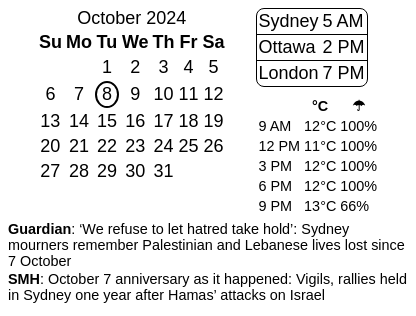 October 2024
Su Mo Tu We Th Fr Sa
1 2 3 4 5
6 7 8 9 10 11 12
13 14 15 16 17 18 19
20 21 22 23 24 25 26
27 28 29 30 31
Sydney 5 AM
Ottawa 2 PM
London 7 PM
°C ☂
9 AM 12°C 100%
12 PM 11°C 100%
3 PM 12°C 100%
6 PM 12°C 100%
9 PM 13°C 66%
Guardian: ‘We refuse to let hatred take hold’: Sydney
mourners remember Palestinian and Lebanese lives lost since
7 October
SMH: October 7 anniversary as it happened: Vigils, rallies held
in Sydney one year after Hamas’ attacks on Israel